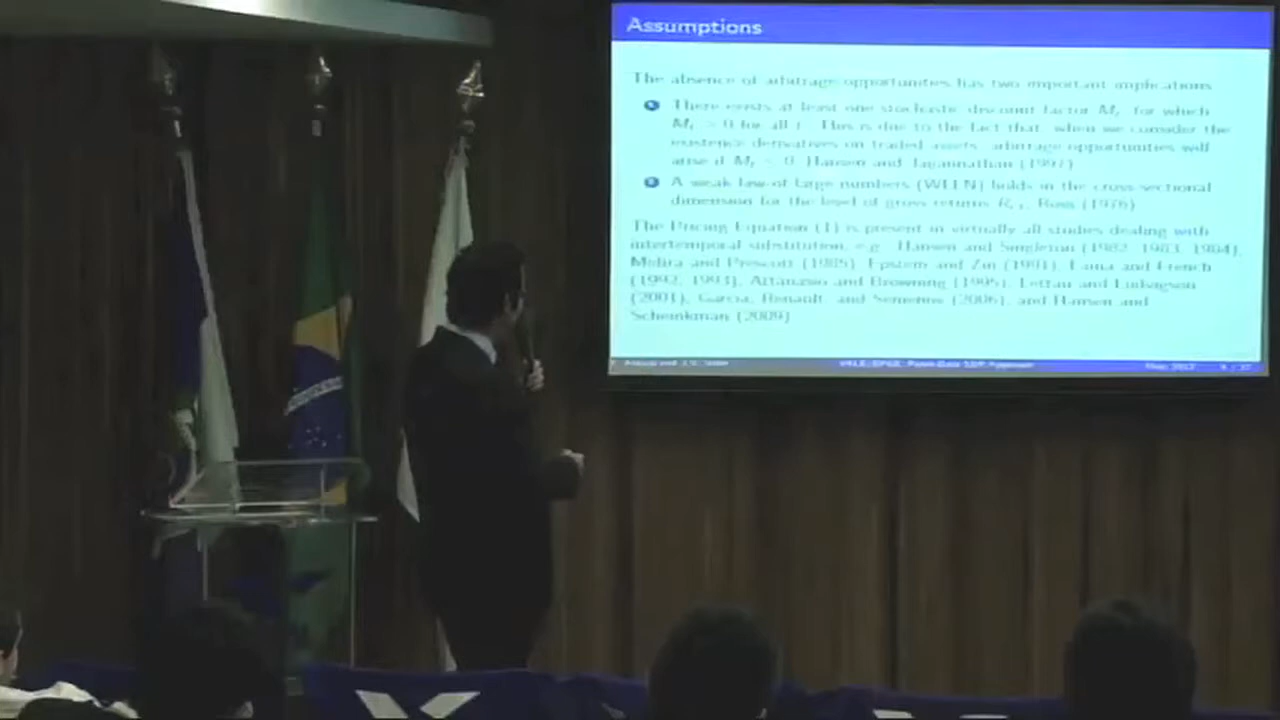 Assumptions
The absence of arbitrage opportunities has two important implications
There exists at least one stochastic discount factor Mt, for which
Mt > 0 for all t. This is due to the fact that, when we consider the
existence derivatives on traded assets, arbitrage opportunities will
arise if Mt ≤ 0. Hansen and Jagannathan (1997)
A weak law-of-large numbers (WLLN) holds in the cross-sectional
dimension for the level of gross returns Ri,t, Ross (1976)
The Pricing Equation (1) is present in virtually all studies dealing with
intertemporal substitution, e.g., Hansen and Singleton (1982, 1983, 1984),
Mehra and Prescott (1985), Epstein and Zin (1991), Fama and French
(1992, 1993), Attanasio and Browning (1995), Lettau and Ludvigson
(2001), Garcia, Renault, and Semenov (2006), and Hansen and
Scheinkman (2009)
May, 2012